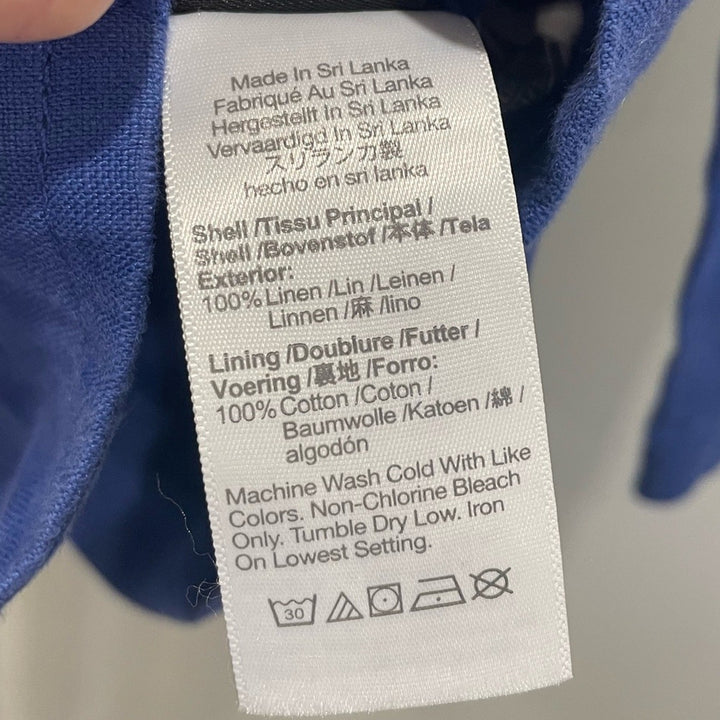 Made In Sri Lanka
Fabriqué Au Sri Lanka
Hergestellt In Sri Lanka
Vervaardigd In Sri Lanka
スリランカ製
hecho en sri lanka
Shell /Tissu Principal /
Shell /Bovenstof /本体 /Tela
Exterior:
100% Linen /Lin /Leinen /
Linnen /麻 /lino
Lining /Doublure /Futter /
Voering /裏地 /Forro:
100% Cotton /Coton /
Baumwolle /Katoen /綿 /
algodón
Machine Wash Cold With Like
Colors. Non-Chlorine Bleach
Only. Tumble Dry Low. Iron
On Lowest Setting.
30